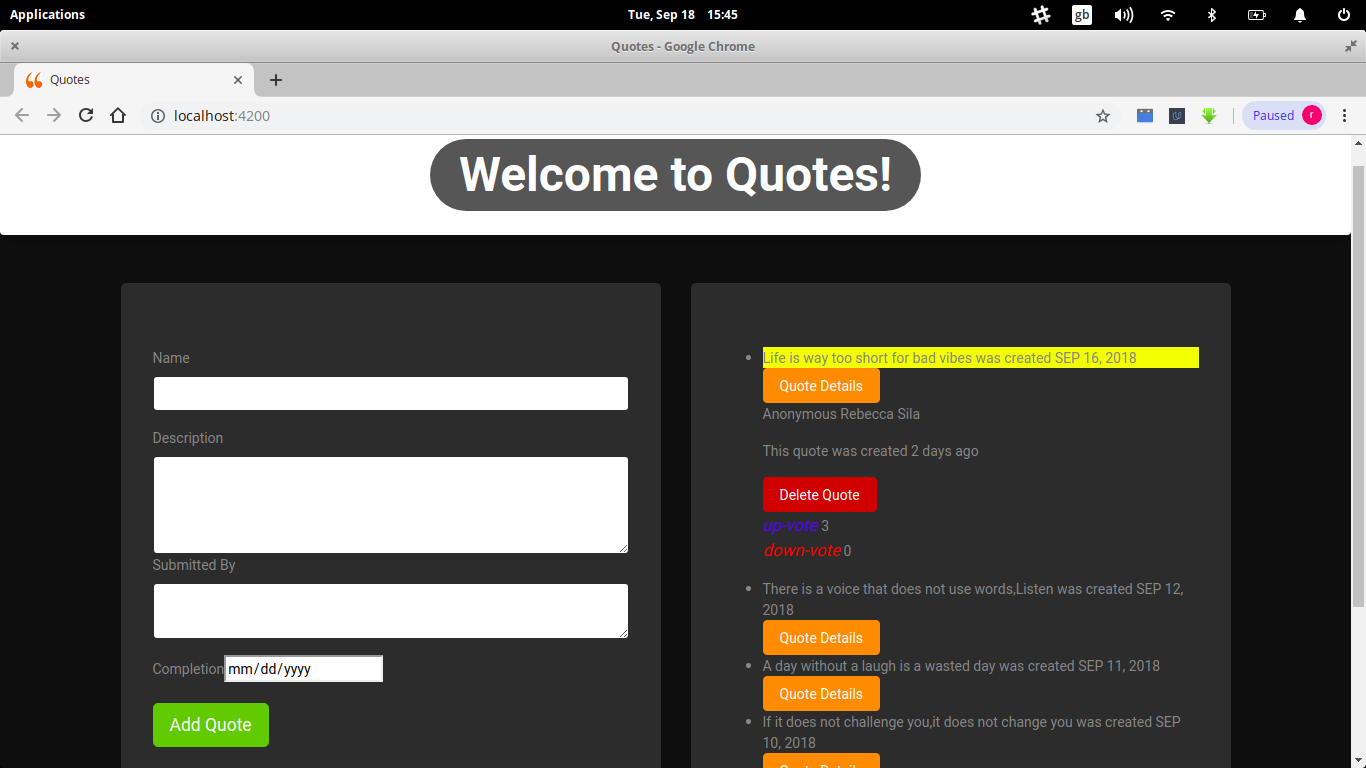 Applications
Tue, Sep 18 15:45
gb
Quotes - Google Chrome
Quotes
localhost:4200
Paused
r
Welcome to Quotes!
Name
Description
Submitted By
Completion mm/dd/yyyy
Add Quote
Life is way too short for bad vibes was created SEP 16, 2018
Quote Details
Anonymous Rebecca Sila
This quote was created 2 days ago
Delete Quote
up-vote 3
down-vote 0
There is a voice that does not use words,Listen was created SEP 12,
2018
Quote Details
A day without a laugh is a wasted day was created SEP 11, 2018
Quote Details
If it does not challenge you,it does not change you was created SEP
10, 2018
Quote Details